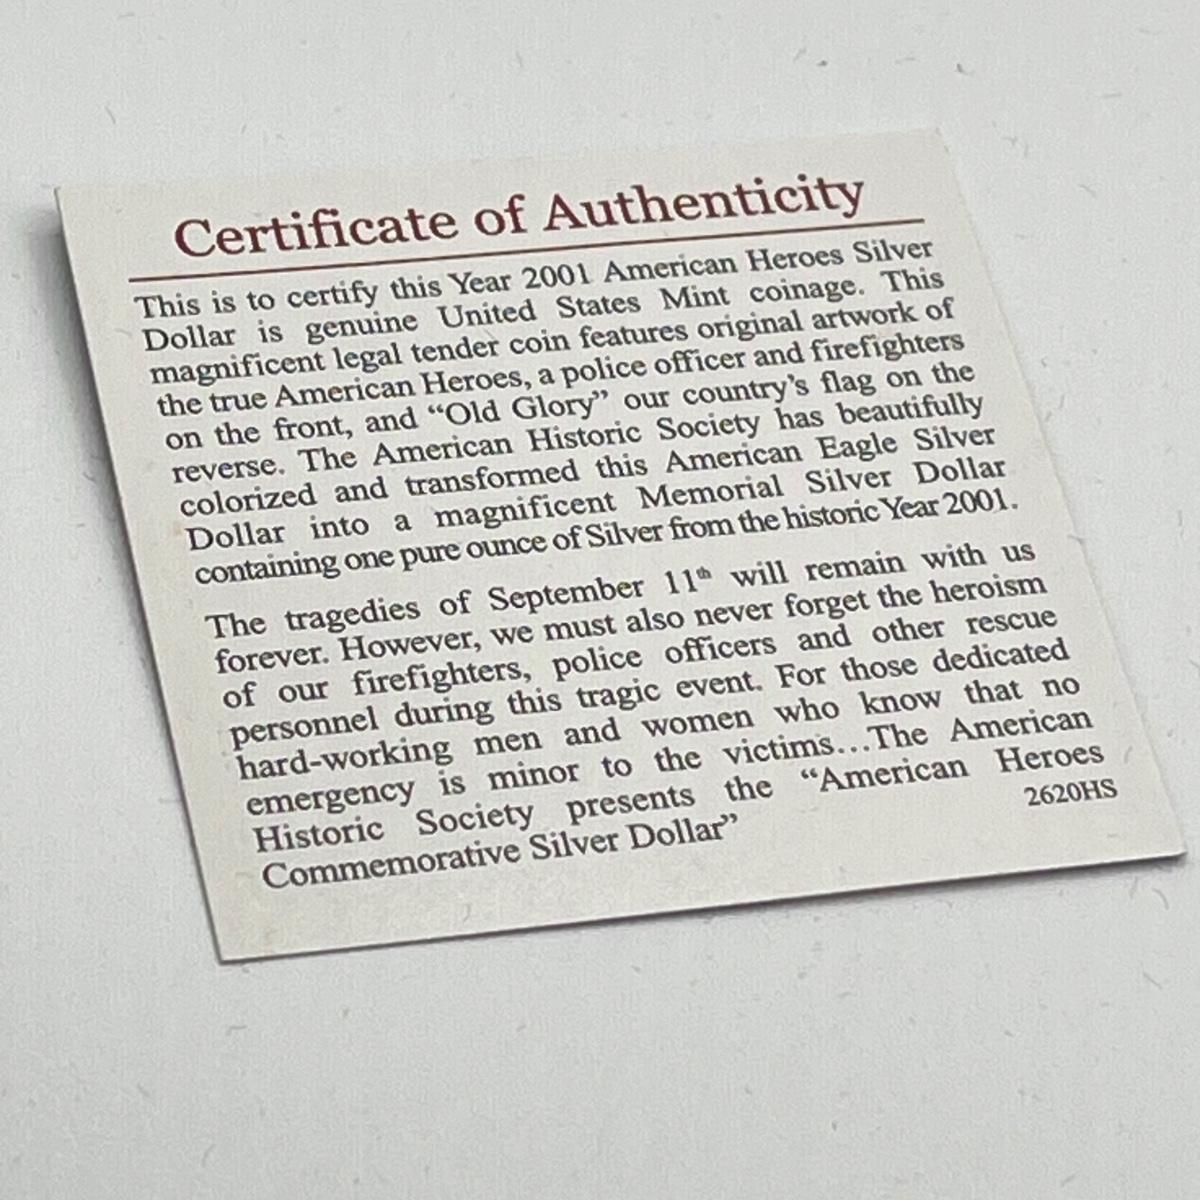 Certificate of Authenticity
This is to certify this Year 2001 American Heroes Silver
Dollar is genuine United States Mint coinage. This
magnificent legal tender coin features original artwork of
the true American Heroes, a police officer and firefighters
on the front, and “Old Glory” our country’s flag on the
reverse. The American Historic Society has beautifully
colorized and transformed this American Eagle Silver
Dollar into a magnificent Memorial Silver Dollar
containing one pure ounce of Silver from the historic Year 2001.
The tragedies of September 11th will remain with us
forever. However, we must also never forget the heroism
of our firefighters, police officers and other rescue
personnel during this tragic event. For those dedicated
hard-working men and women who know that no
emergency is minor to the victims...The American
Historic Society presents the “American Heroes
Commemorative Silver Dollar”
2620HS